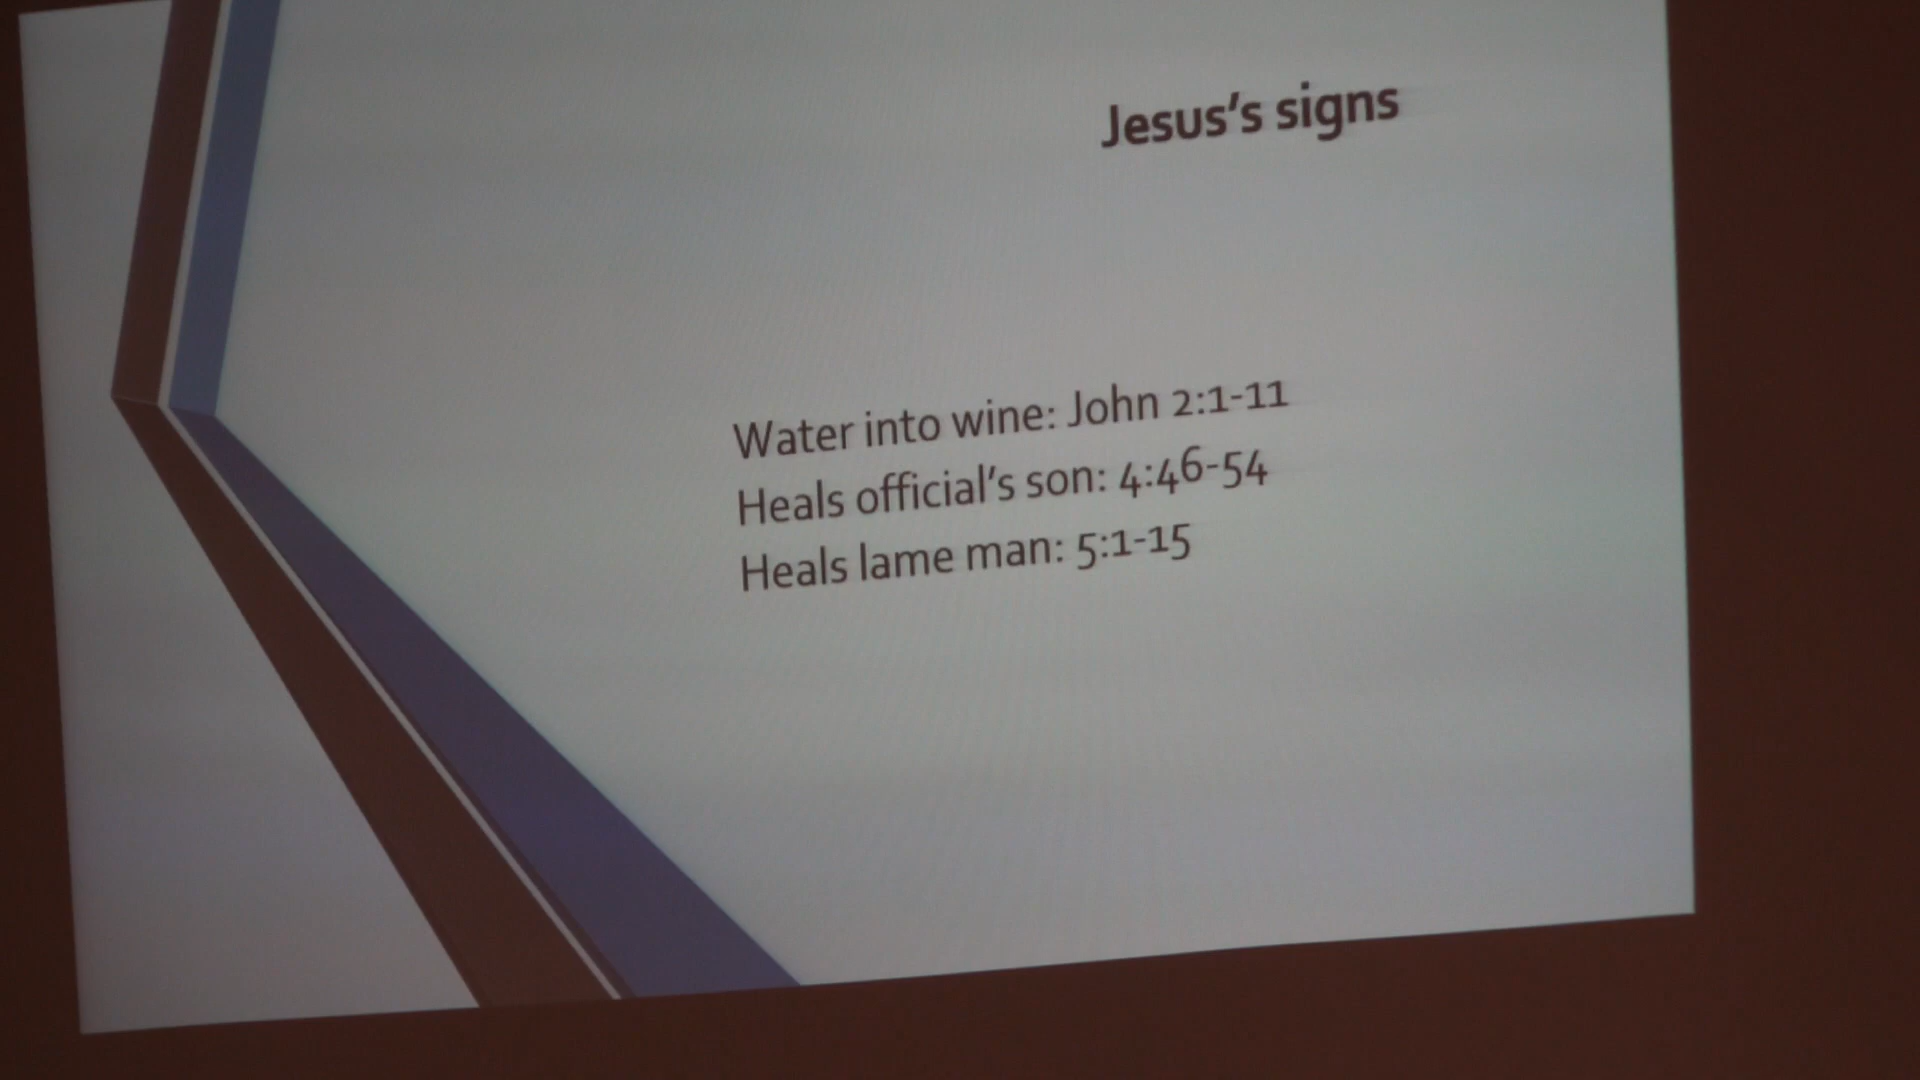 Jesus's signs
Water into wine: John 2:1-11
Heals official's son: 4:46-54
Heals lame man: 5:1-15